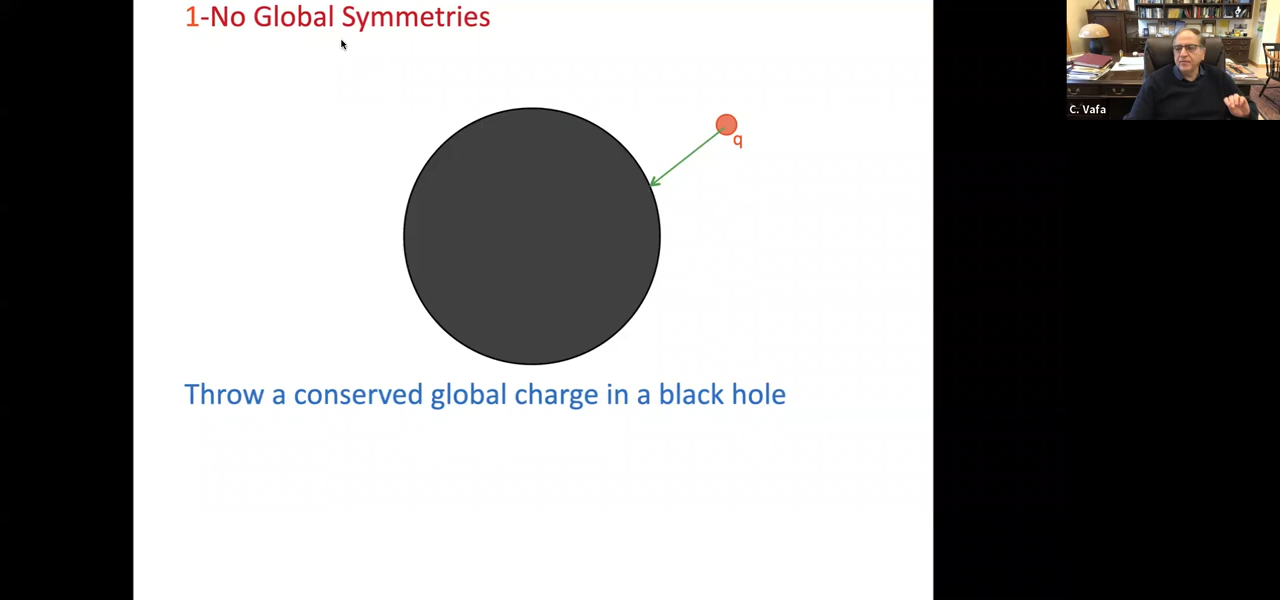 1-No Global Symmetries
C. Vafa
q
Throw a conserved global charge in a black hole